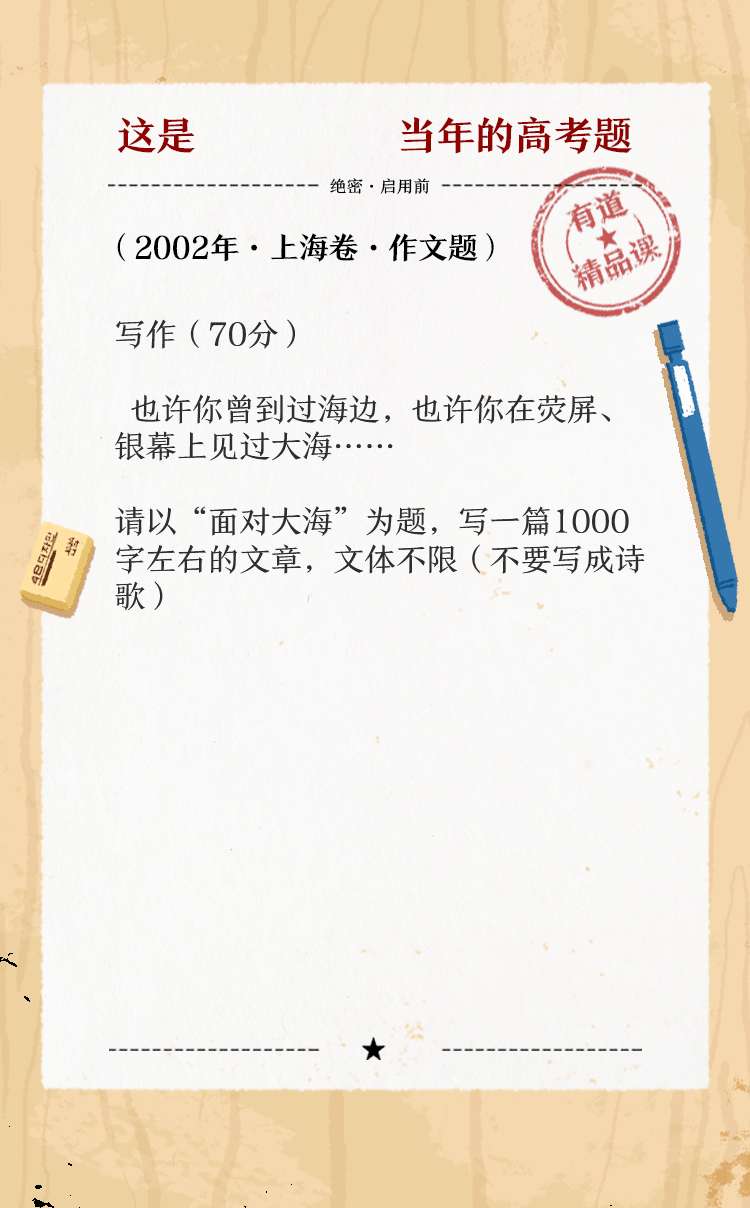 这是 当年的高考题
绝密·启用前
（2002年·上海卷·作文题）
有道
精品课
写作（70分）
也许你曾到过海边，也许你在荧屏、
银幕上见过大海……
请以“面对大海”为题，写一篇1000
字左右的文章，文体不限（不要写成诗
歌）